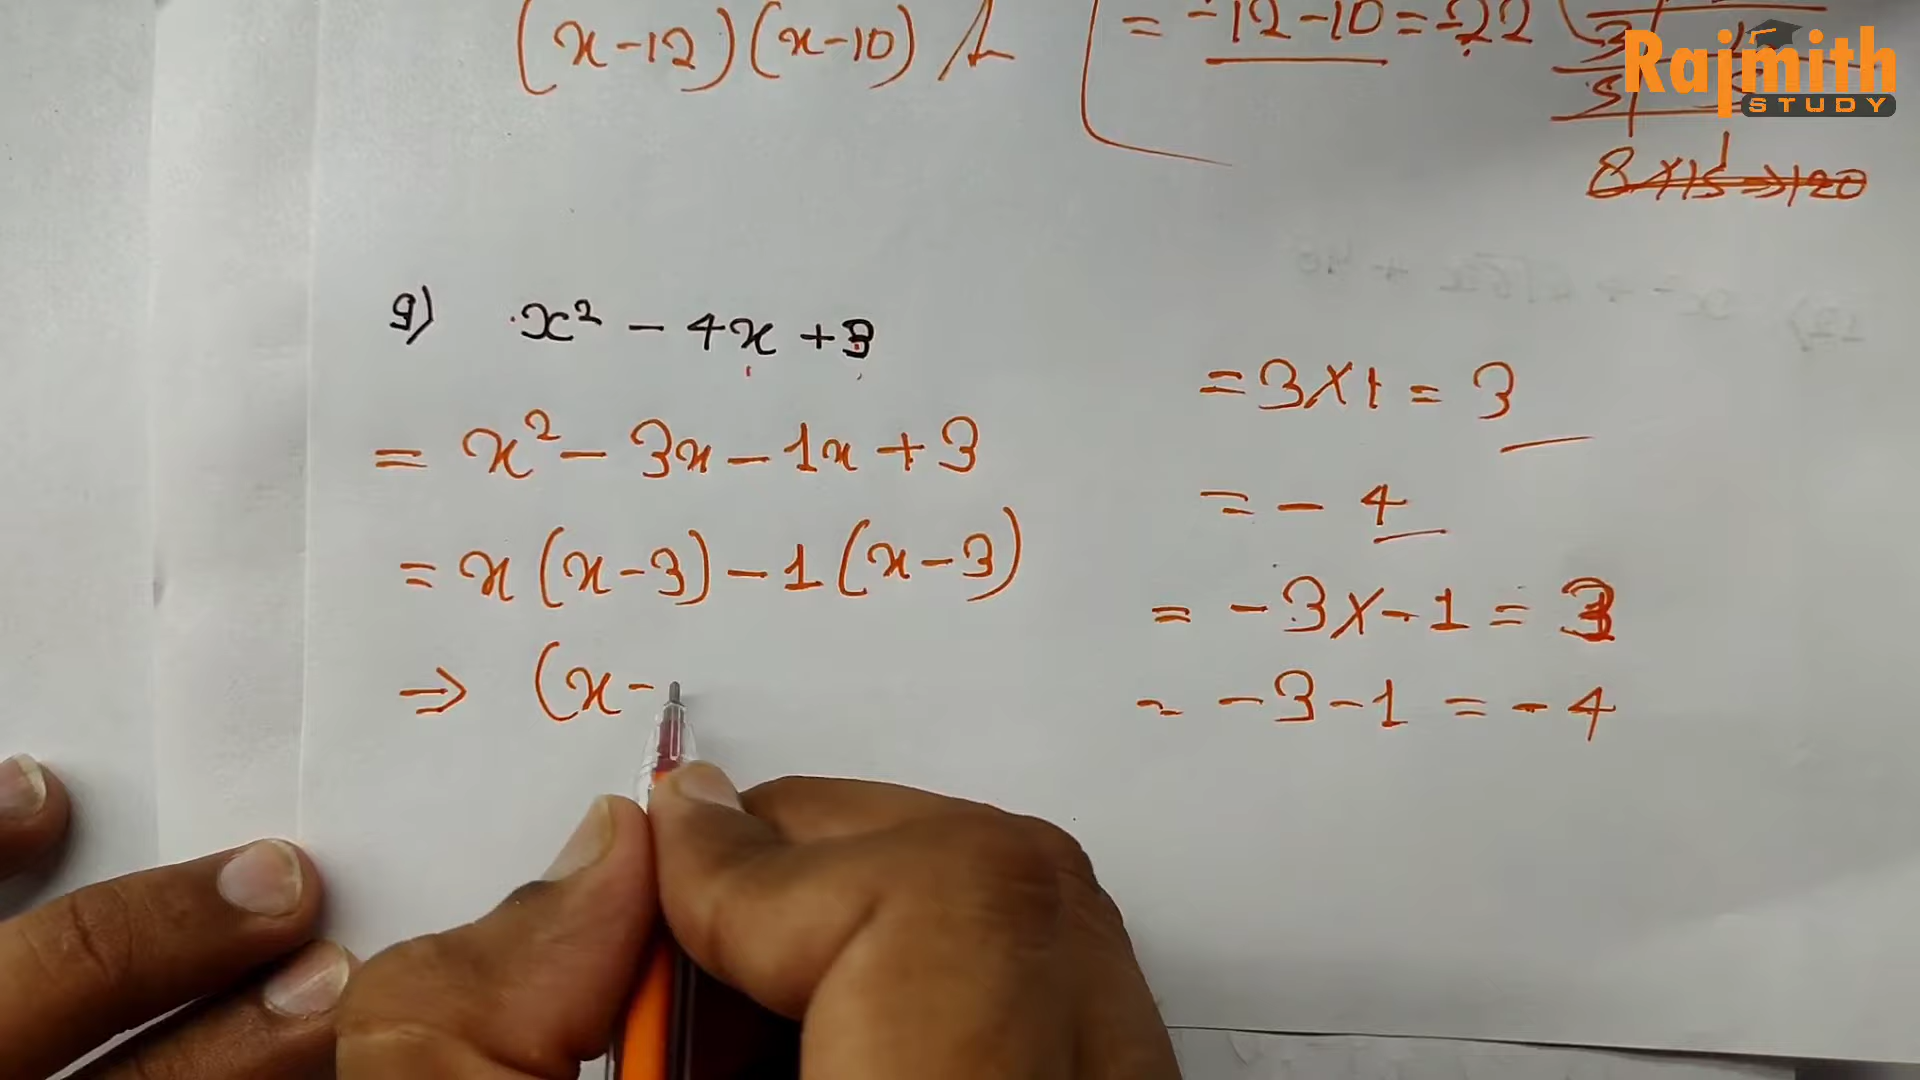 (x-12)(x-10)
= -12-10 = -22
Rajmith
STUDY
8×15⇒120
9) x² - 4x + 3
= x² - 3x - 1x + 3
= x(x-3) - 1(x-3)
⇒ (x-
= 3×1 = 3
= - 4
= -3×-1 = 3
= -3-1 = -4